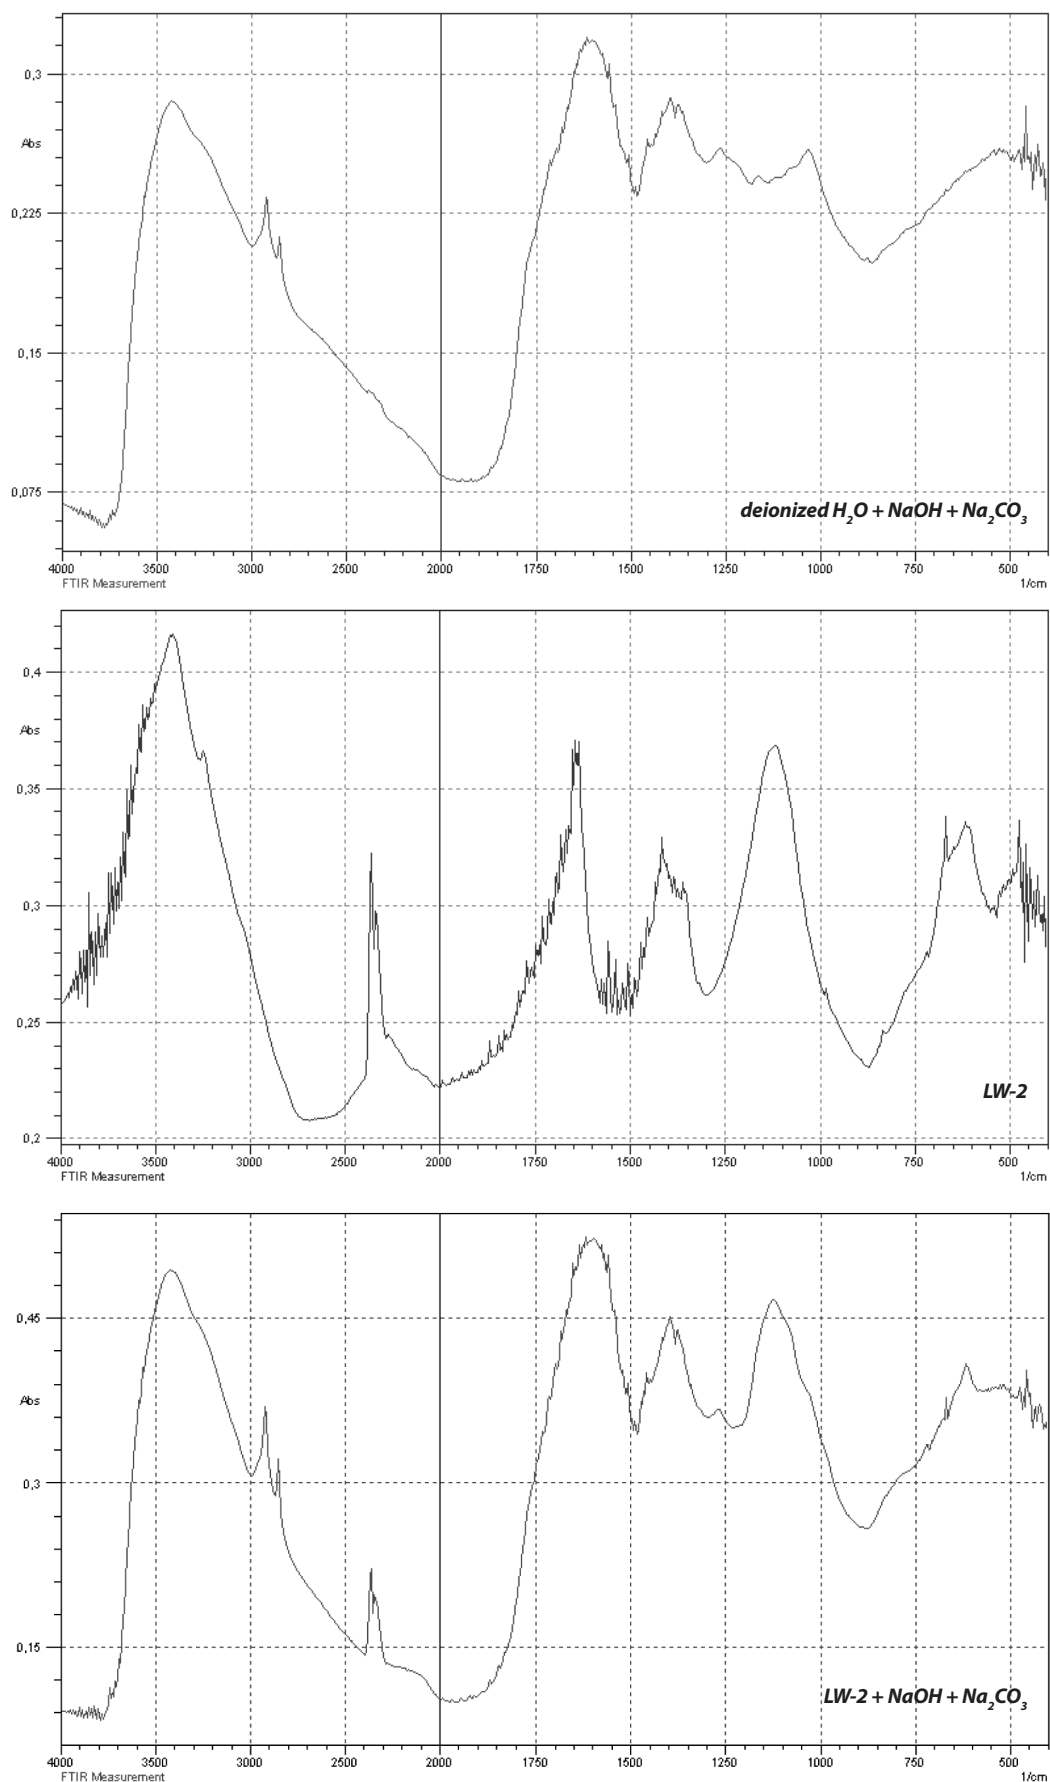 0,3
Abs
0,225
0,15
0,075
deionized H₂O + NaOH + Na₂CO₃
4000 3500 3000 2500 2000 1750 1500 1250 1000 750 500
FTIR Measurement 1/cm
0,4
Abs
0,35
0,3
0,25
LW-2
0,2
4000 3500 3000 2500 2000 1750 1500 1250 1000 750 500
FTIR Measurement 1/cm
0,45
Abs
0,3
0,15
LW-2 + NaOH + Na₂CO₃
4000 3500 3000 2500 2000 1750 1500 1250 1000 750 500
FTIR Measurement 1/cm